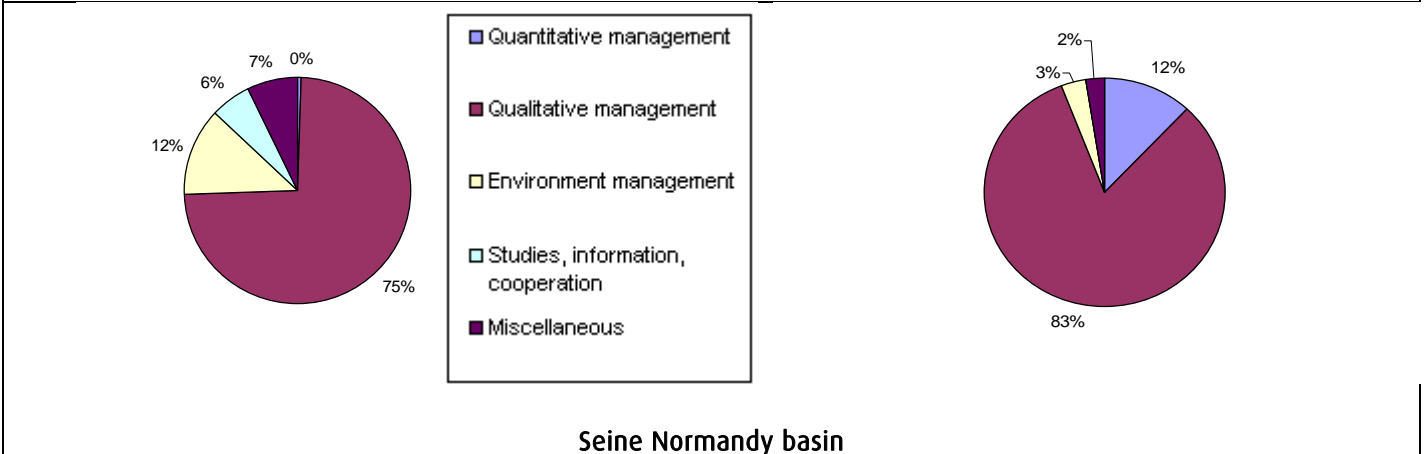 7% 0%
6%
12%
75%
Quantitative management
Qualitative management
Environment management
Studies, information,
cooperation
Miscellaneous
2%
3%
12%
83%
Seine Normandy basin